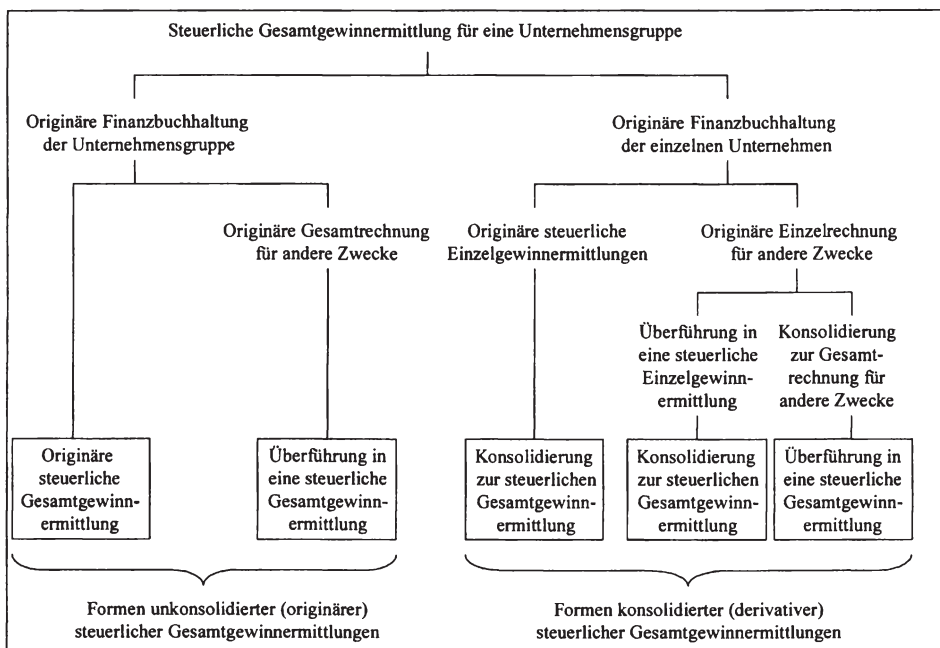 Steuerliche Gesamtgewinnermittlung für eine Unternehmensgruppe
Originäre Finanzbuchhaltung
der Unternehmensgruppe
Originäre Finanzbuchhaltung
der einzelnen Unternehmen
Originäre Gesamtrechnung
für andere Zwecke
Originäre steuerliche
Einzelgewinnermittlungen
Originäre Einzelrechnung
für andere Zwecke
Überführung in
eine steuerliche
Einzelgewinn-
ermittlung
Konsolidierung
zur Gesamt-
rechnung für
andere Zwecke
Originäre
steuerliche
Gesamtgewinn-
ermittlung
Überführung in
eine steuerliche
Gesamtgewinn-
ermittlung
Konsolidierung
zur steuerlichen
Gesamtgewinn-
ermittlung
Konsolidierung
zur steuerlichen
Gesamtgewinn-
ermittlung
Überführung in
eine steuerliche
Gesamtgewinn-
ermittlung
Formen unkonsolidierter (originärer)
steuerlicher Gesamtgewinnermittlungen
Formen konsolidierter (derivativer)
steuerlicher Gesamtgewinnermittlungen